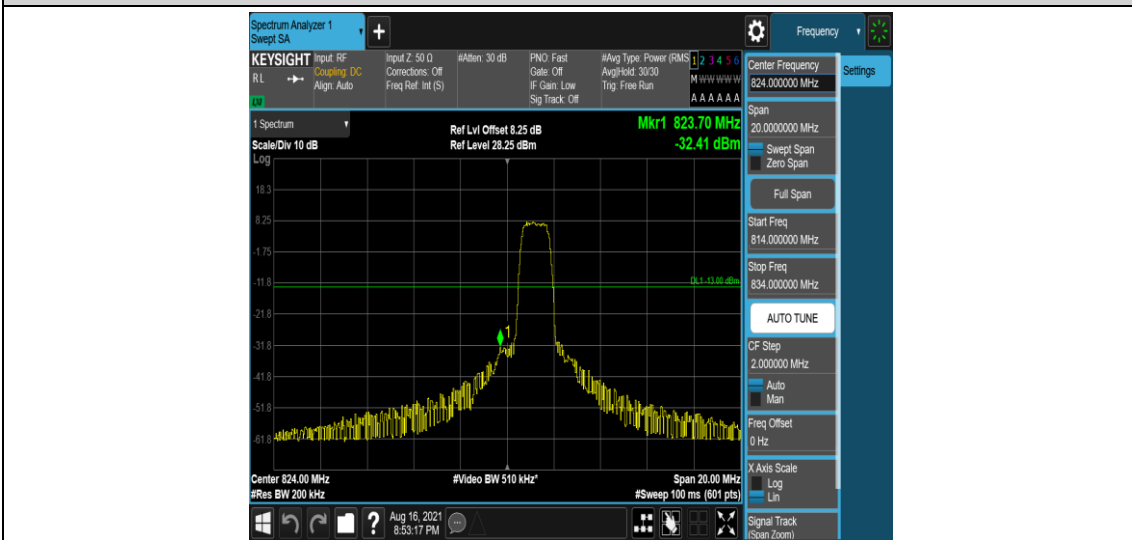 Spectrum Analyzer 1
Swept SA
+
Frequency
KEYSIGHT
RL
LXI
Input: RF
Coupling: DC
Align: Auto
Input Z: 50 Ω
Corrections: Off
Freq Ref: Int (S)
#Atten: 30 dB
PNO: Fast
Gate: Off
IF Gain: Low
Sig Track: Off
#Avg Type: Power (RMS
Avg|Hold: 30/30
Trig: Free Run
1 2 3 4 5 6
M W W W W W
A A A A A A
1 Spectrum
Scale/Div 10 dB
Log
Ref Lvl Offset 8.25 dB
Ref Level 28.25 dBm
Mkr1 823.70 MHz
-32.41 dBm
18.3
8.25
-1.75
-11.8
DL1 -13.00 dBm
-21.8
1
-31.8
-41.8
-51.8
-61.8
Center 824.00 MHz
#Res BW 200 kHz
#Video BW 510 kHz*
Span 20.00 MHz
#Sweep 100 ms (601 pts)
Center Frequency
824.000000 MHz
Settings
Span
20.0000000 MHz
Swept Span
Zero Span
Full Span
Start Freq
814.000000 MHz
Stop Freq
834.000000 MHz
AUTO TUNE
CF Step
2.000000 MHz
Auto
Man
Freq Offset
0 Hz
X Axis Scale
Log
Lin
Signal Track
(Span Zoom)
?
Aug 16, 2021
8:53:17 PM